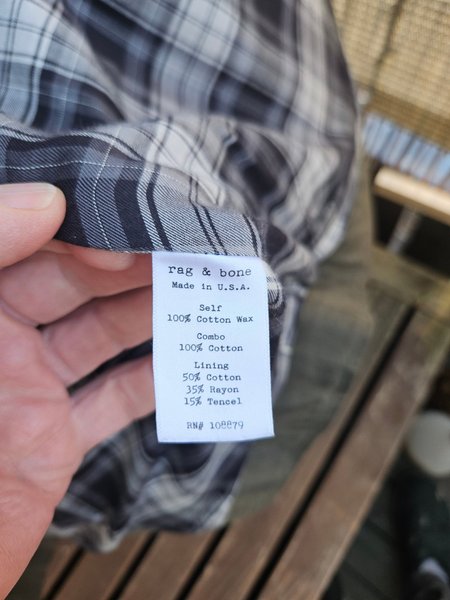 rag & bone
Made in U.S.A.
Self
100% Cotton Wax
Combo
100% Cotton
Lining
50% Cotton
35% Rayon
15% Tencel
RN# 108879